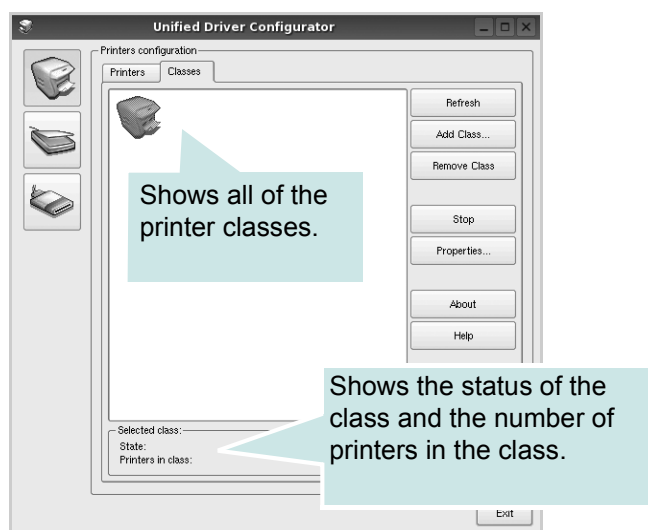 Unified Driver Configurator
Printers configuration
Printers
Classes
Refresh
Add Class...
Remove Class
Shows all of the
printer classes.
Stop
Properties...
About
Help
Shows the status of the
class and the number of
printers in the class.
Selected class:
State:
Printers in class:
Exit